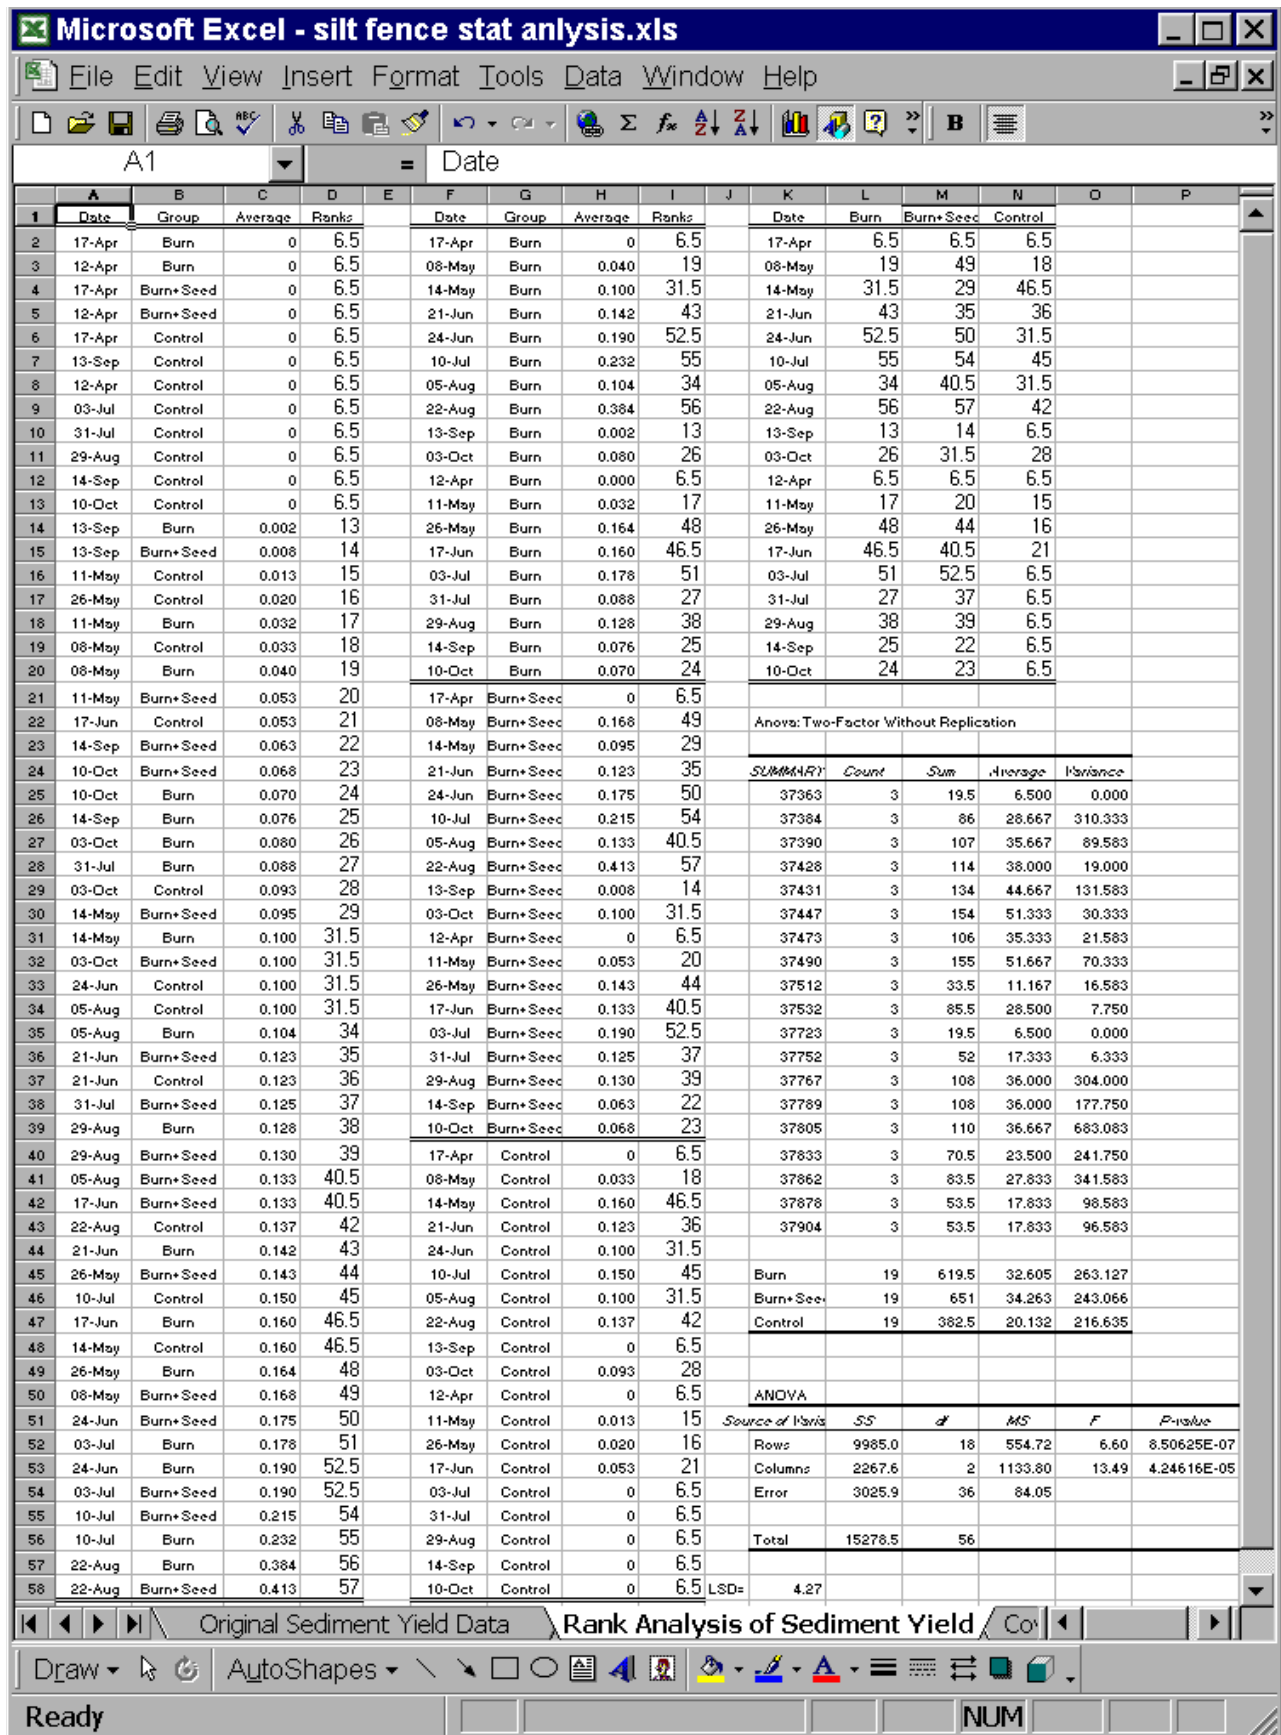 Microsoft Excel - silt fence stat anlysis.xls
File Edit View Insert Format Tools Data Window Help
ABC Σ fx A Z Z A ? » B »
A1 = Date
A B C D E F G H I J K L M N O P
1 Date Group Average Ranks Date Group Average Ranks Date Burn Burn+Seed Control
2 17-Apr Burn 0 6.5 17-Apr Burn 0 6.5 17-Apr 6.5 6.5 6.5
3 12-Apr Burn 0 6.5 08-May Burn 0.040 19 08-May 19 49 18
4 17-Apr Burn+Seed 0 6.5 14-May Burn 0.100 31.5 14-May 31.5 29 46.5
5 12-Apr Burn+Seed 0 6.5 21-Jun Burn 0.142 43 21-Jun 43 35 36
6 17-Apr Control 0 6.5 24-Jun Burn 0.190 52.5 24-Jun 52.5 50 31.5
7 13-Sep Control 0 6.5 10-Jul Burn 0.232 55 10-Jul 55 54 45
8 12-Apr Control 0 6.5 05-Aug Burn 0.104 34 05-Aug 34 40.5 31.5
9 03-Jul Control 0 6.5 22-Aug Burn 0.384 56 22-Aug 56 57 42
10 31-Jul Control 0 6.5 13-Sep Burn 0.002 13 13-Sep 13 14 6.5
11 29-Aug Control 0 6.5 03-Oct Burn 0.080 26 03-Oct 26 31.5 28
12 14-Sep Control 0 6.5 12-Apr Burn 0.000 6.5 12-Apr 6.5 6.5 6.5
13 10-Oct Control 0 6.5 11-May Burn 0.032 17 11-May 17 20 15
14 13-Sep Burn 0.002 13 26-May Burn 0.164 48 26-May 48 44 16
15 13-Sep Burn+Seed 0.008 14 17-Jun Burn 0.160 46.5 17-Jun 46.5 40.5 21
16 11-May Control 0.013 15 03-Jul Burn 0.178 51 03-Jul 51 52.5 6.5
17 26-May Control 0.020 16 31-Jul Burn 0.088 27 31-Jul 27 37 6.5
18 11-May Burn 0.032 17 29-Aug Burn 0.128 38 29-Aug 38 39 6.5
19 08-May Control 0.033 18 14-Sep Burn 0.076 25 14-Sep 25 22 6.5
20 08-May Burn 0.040 19 10-Oct Burn 0.070 24 10-Oct 24 23 6.5
21 11-May Burn+Seed 0.053 20 17-Apr Burn+Seed 0 6.5
22 17-Jun Control 0.053 21 08-May Burn+Seed 0.168 49 Anova: Two-Factor Without Replication
23 14-Sep Burn+Seed 0.063 22 14-May Burn+Seed 0.095 29
24 10-Oct Burn+Seed 0.068 23 21-Jun Burn+Seed 0.123 35 SUMMARY Count Sum Average Variance
25 10-Oct Burn 0.070 24 24-Jun Burn+Seed 0.175 50 37363 3 19.5 6.500 0.000
26 14-Sep Burn 0.076 25 10-Jul Burn+Seed 0.215 54 37384 3 86 28.667 310.333
27 03-Oct Burn 0.080 26 05-Aug Burn+Seed 0.133 40.5 37390 3 107 35.667 89.583
28 31-Jul Burn 0.088 27 22-Aug Burn+Seed 0.413 57 37428 3 114 38.000 19.000
29 03-Oct Control 0.093 28 13-Sep Burn+Seed 0.008 14 37431 3 134 44.667 131.583
30 14-May Burn+Seed 0.095 29 03-Oct Burn+Seed 0.100 31.5 37447 3 154 51.333 30.333
31 14-May Burn 0.100 31.5 12-Apr Burn+Seed 0 6.5 37473 3 106 35.333 21.583
32 03-Oct Burn+Seed 0.100 31.5 11-May Burn+Seed 0.053 20 37490 3 155 51.667 70.333
33 24-Jun Control 0.100 31.5 26-May Burn+Seed 0.143 44 37512 3 33.5 11.167 16.583
34 05-Aug Control 0.100 31.5 17-Jun Burn+Seed 0.133 40.5 37532 3 85.5 28.500 7.750
35 05-Aug Burn 0.104 34 03-Jul Burn+Seed 0.190 52.5 37723 3 19.5 6.500 0.000
36 21-Jun Burn+Seed 0.123 35 31-Jul Burn+Seed 0.125 37 37752 3 52 17.333 6.333
37 21-Jun Control 0.123 36 29-Aug Burn+Seed 0.130 39 37767 3 108 36.000 304.000
38 31-Jul Burn+Seed 0.125 37 14-Sep Burn+Seed 0.063 22 37789 3 108 36.000 177.750
39 29-Aug Burn 0.128 38 10-Oct Burn+Seed 0.068 23 37805 3 110 36.667 683.083
40 29-Aug Burn+Seed 0.130 39 17-Apr Control 0 6.5 37833 3 70.5 23.500 241.750
41 05-Aug Burn+Seed 0.133 40.5 08-May Control 0.033 18 37862 3 83.5 27.833 341.583
42 17-Jun Burn+Seed 0.133 40.5 14-May Control 0.160 46.5 37878 3 53.5 17.833 98.583
43 22-Aug Control 0.137 42 21-Jun Control 0.123 36 37904 3 53.5 17.833 96.583
44 21-Jun Burn 0.142 43 24-Jun Control 0.100 31.5
45 26-May Burn+Seed 0.143 44 10-Jul Control 0.150 45 Burn 19 619.5 32.605 263.127
46 10-Jul Control 0.150 45 05-Aug Control 0.100 31.5 Burn+See 19 651 34.263 243.066
47 17-Jun Burn 0.160 46.5 22-Aug Control 0.137 42 Control 19 382.5 20.132 216.635
48 14-May Control 0.160 46.5 13-Sep Control 0 6.5
49 26-May Burn 0.164 48 03-Oct Control 0.093 28
50 08-May Burn+Seed 0.168 49 12-Apr Control 0 6.5 ANOVA
51 24-Jun Burn+Seed 0.175 50 11-May Control 0.013 15 Source of Varis SS df MS F P-value
52 03-Jul Burn 0.178 51 26-May Control 0.020 16 Rows 9985.0 18 554.72 6.60 8.50625E-07
53 24-Jun Burn 0.190 52.5 17-Jun Control 0.053 21 Columns 2267.6 2 1133.80 13.49 4.24616E-05
54 03-Jul Burn+Seed 0.190 52.5 03-Jul Control 0 6.5 Error 3025.9 36 84.05
55 10-Jul Burn+Seed 0.215 54 31-Jul Control 0 6.5
56 10-Jul Burn 0.232 55 29-Aug Control 0 6.5 Total 15278.5 56
57 22-Aug Burn 0.384 56 14-Sep Control 0 6.5
58 22-Aug Burn+Seed 0.413 57 10-Oct Control 0 6.5 LSD= 4.27
Original Sediment Yield Data Rank Analysis of Sediment Yield Co
Draw AutoShapes A A
Ready NUM